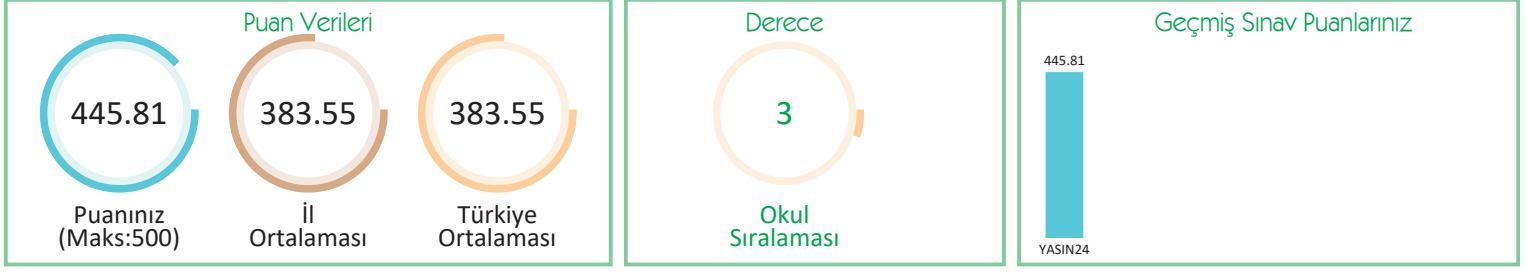 Puan Verileri
445.81
383.55
383.55
Puanınız
(Maks:500)
İl
Ortalaması
Türkiye
Ortalaması
Derece
3
Okul
Sıralaması
Geçmiş Sınav Puanlarınız
445.81
YASIN24